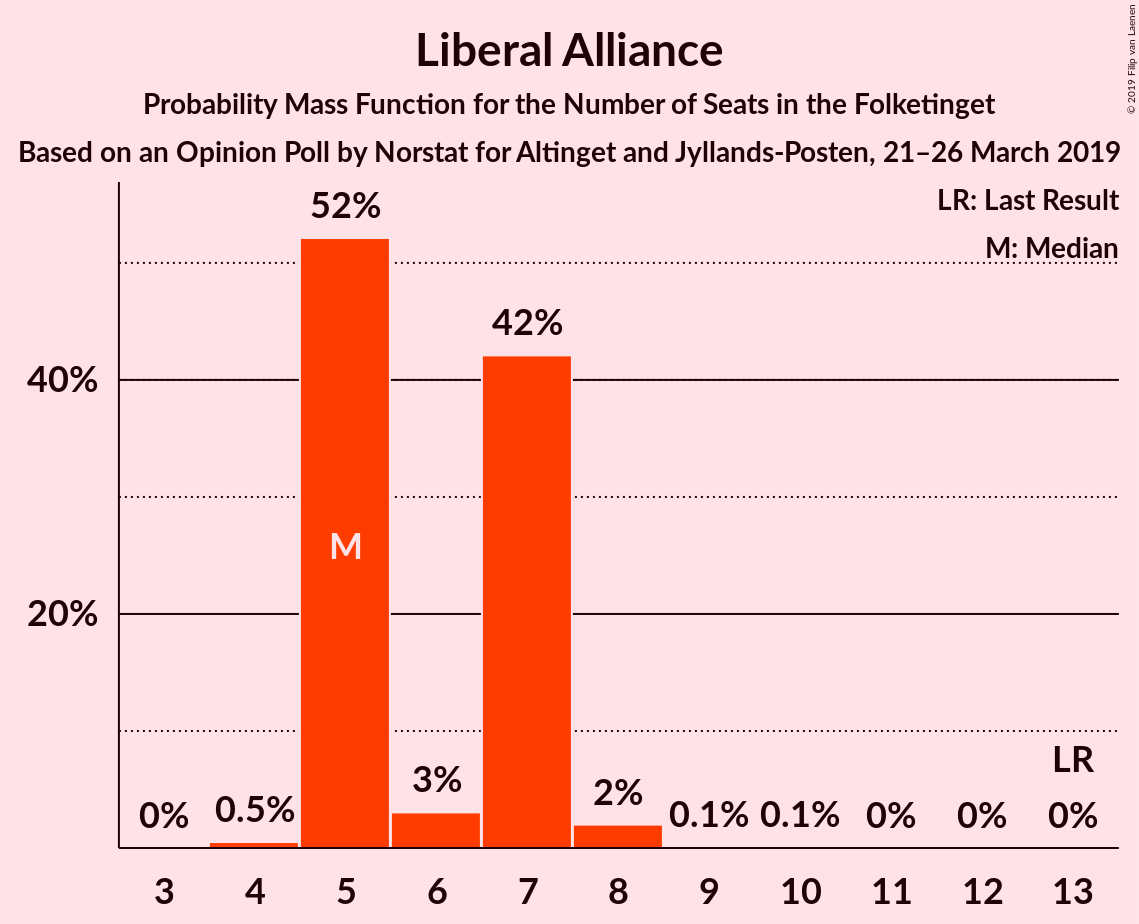 Liberal Alliance
Probability Mass Function for the Number of Seats in the Folketinget
Based on an Opinion Poll by Norstat for Altinget and Jyllands-Posten, 21–26 March 2019
© 2019 Filip van Laenen
LR: Last Result
M: Median
52%
42%
40%
M
20%
LR
0% 0.5% 3% 2% 0.1% 0.1% 0% 0% 0%
3 4 5 6 7 8 9 10 11 12 13